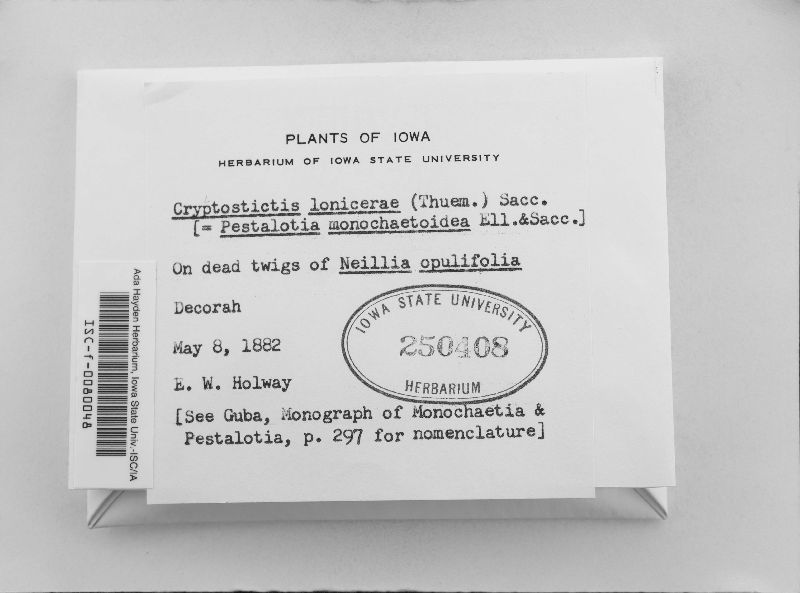 PLANTS OF IOWA
HERBARIUM OF IOWA STATE UNIVERSITY
Cryptostictis lonicerae (Thuem.) Sacc.
[= Pestalotia monochaetoidea Ell.&Sacc.]
On dead twigs of Neillia opulifolia
Decorah
May 8, 1882
E. W. Holway
[See Guba, Monograph of Monochaetia &
Pestalotia, p. 297 for nomenclature]
IOWA STATE UNIVERSITY
250408
HERBARIUM
Ada Hayden Herbarium, Iowa State Univ.-ISC/IA
ISC-f-0080048